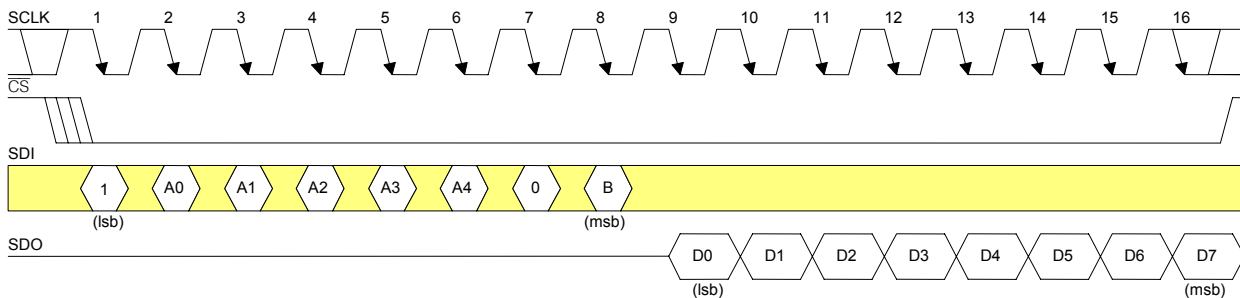 SCLK 1 2 3 4 5 6 7 8 9 10 11 12 13 14 15 16
CS
SDI
1 A0 A1 A2 A3 A4 0 B
(lsb) (msb)
SDO
D0 D1 D2 D3 D4 D5 D6 D7
(lsb) (msb)